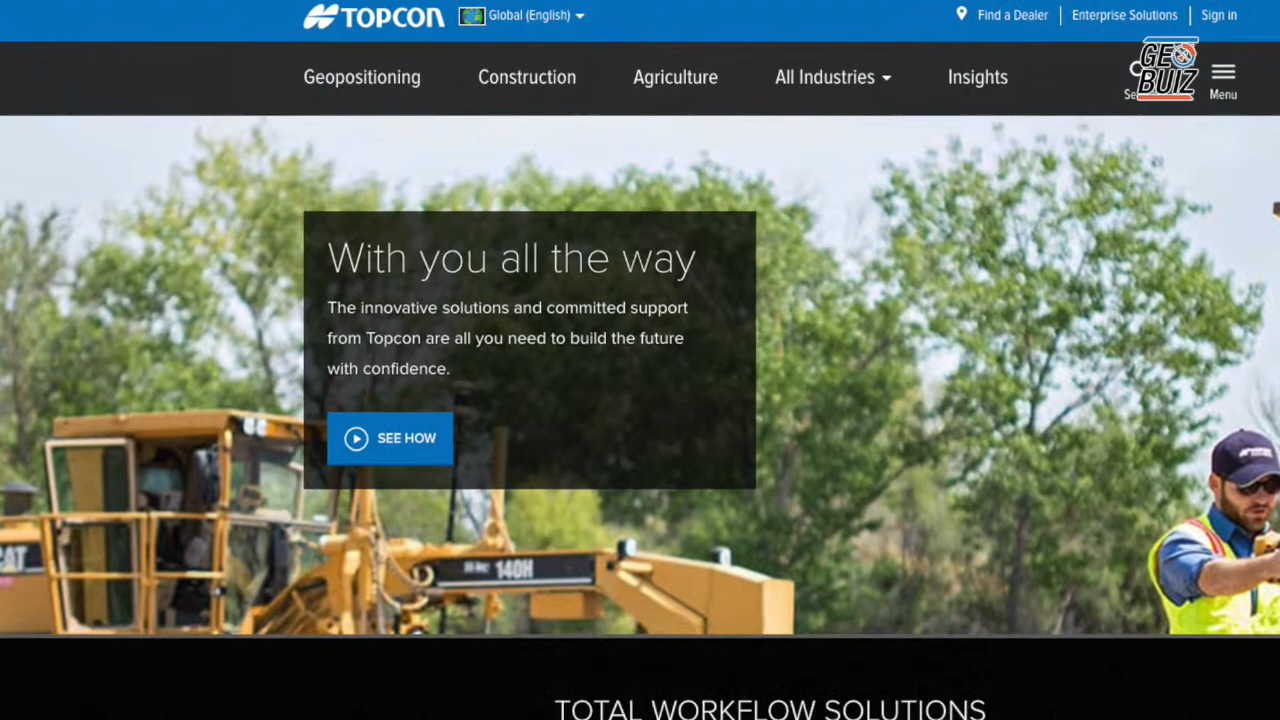 TOPCON
Global (English)
Find a Dealer
Enterprise Solutions
Sign in
Geopositioning
Construction
Agriculture
All Industries
Insights
GEO
BUIZ
Se
Menu
With you all the way
The innovative solutions and committed support
from Topcon are all you need to build the future
with confidence.
SEE HOW
CAT
140H
TOTAL WORKFLOW SOLUTIONS